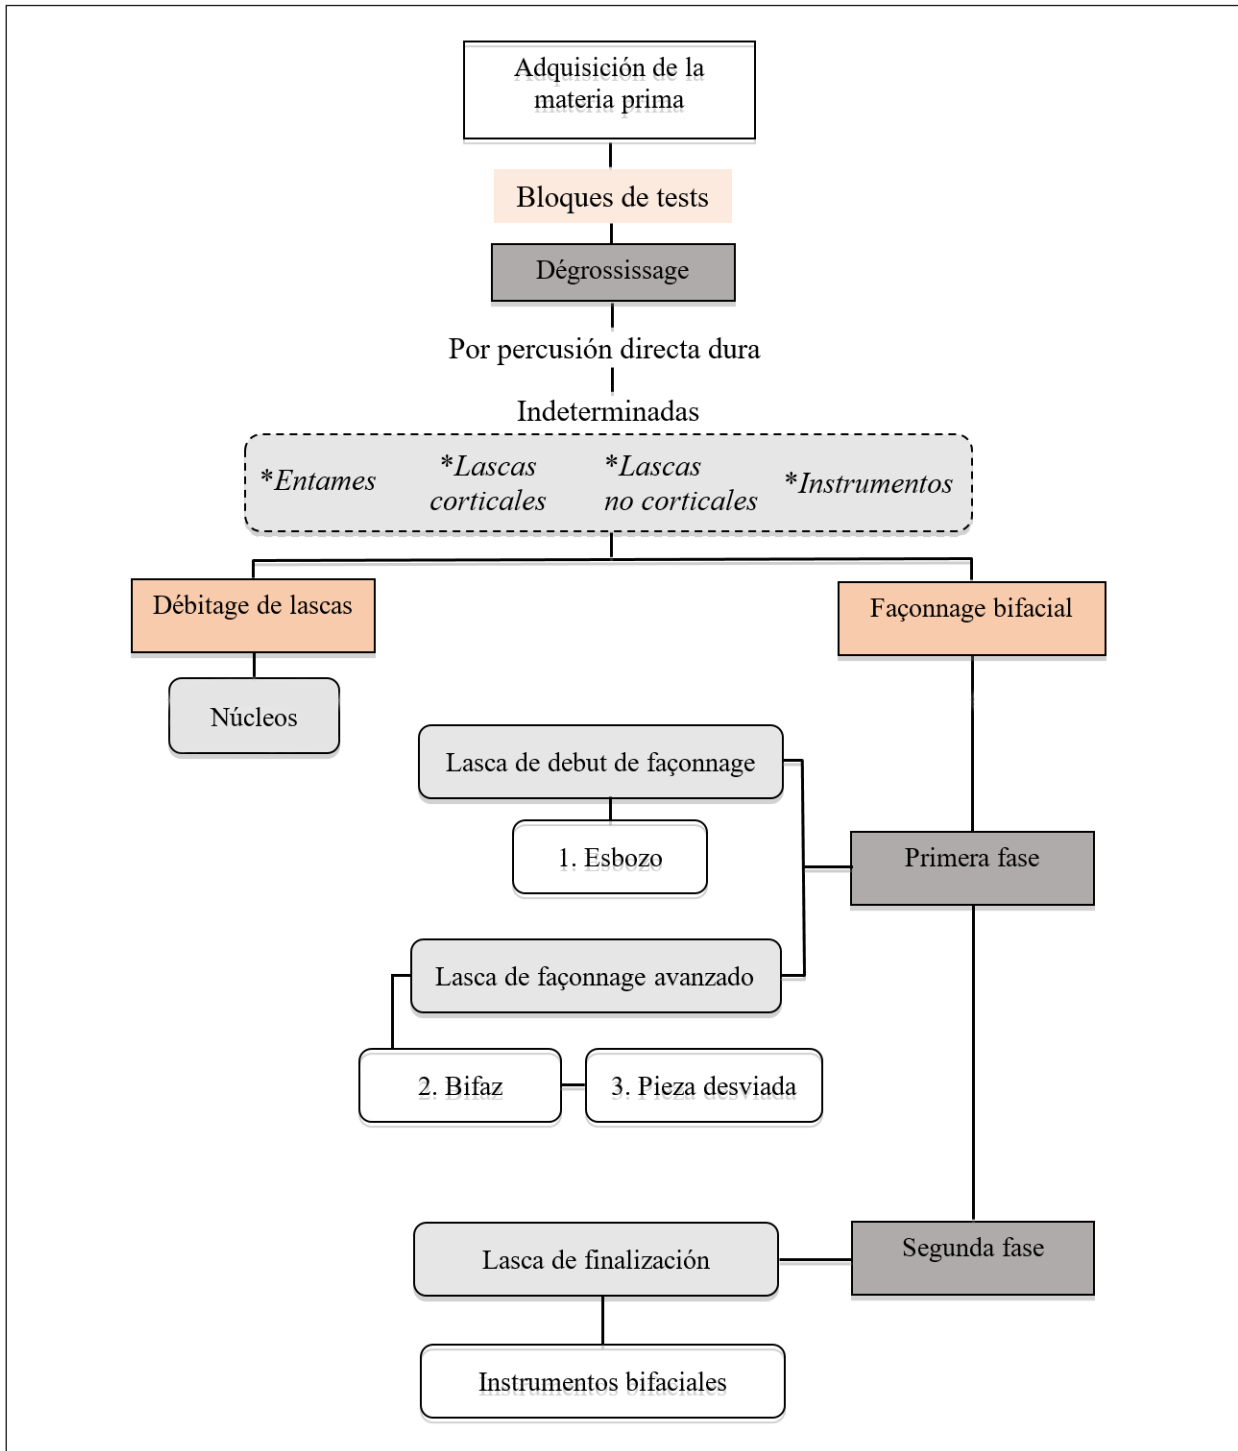 Adquisición de la
materia prima
Bloques de tests
Dégrossissage
Por percusión directa dura
Indeterminadas
*Entames
*Lascas
corticales
*Lascas
no corticales
*Instrumentos
Débitage de lascas
Façonnage bifacial
Núcleos
Lasca de debut de façonnage
1. Esbozo
Primera fase
Lasca de façonnage avanzado
2. Bifaz
3. Pieza desviada
Segunda fase
Lasca de finalización
Instrumentos bifaciales